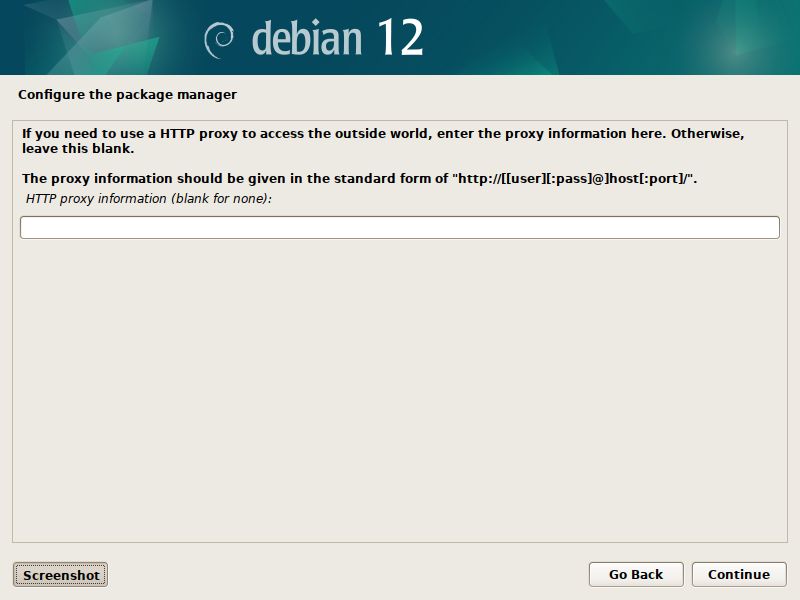 debian 12
Configure the package manager
If you need to use a HTTP proxy to access the outside world, enter the proxy information here. Otherwise,
leave this blank.
The proxy information should be given in the standard form of "http://[[user][:pass]@]host[:port]/".
HTTP proxy information (blank for none):
Screenshot
Go Back
Continue